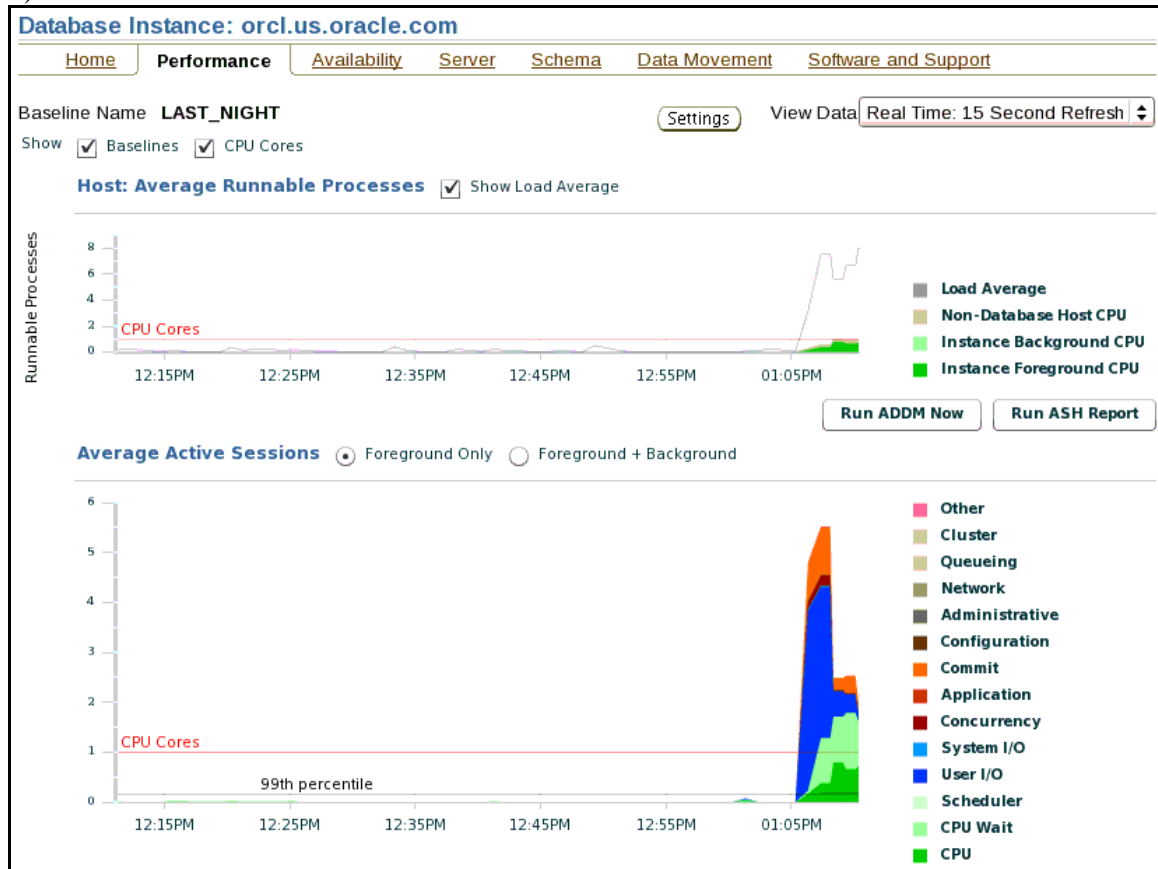 Database Instance: orcl.us.oracle.com
Home Performance Availability Server Schema Data Movement Software and Support
Baseline Name LAST_NIGHT Settings View Data Real Time: 15 Second Refresh
Show Baselines CPU Cores
Host: Average Runnable Processes Show Load Average
Runnable Processes
8
6
4
2
0
CPU Cores
12:15PM 12:25PM 12:35PM 12:45PM 12:55PM 01:05PM
Load Average
Non-Database Host CPU
Instance Background CPU
Instance Foreground CPU
Run ADDM Now Run ASH Report
Average Active Sessions Foreground Only Foreground + Background
6
5
4
3
2
1
0
CPU Cores
99th percentile
12:15PM 12:25PM 12:35PM 12:45PM 12:55PM 01:05PM
Other
Cluster
Queueing
Network
Administrative
Configuration
Commit
Application
Concurrency
System I/O
User I/O
Scheduler
CPU Wait
CPU